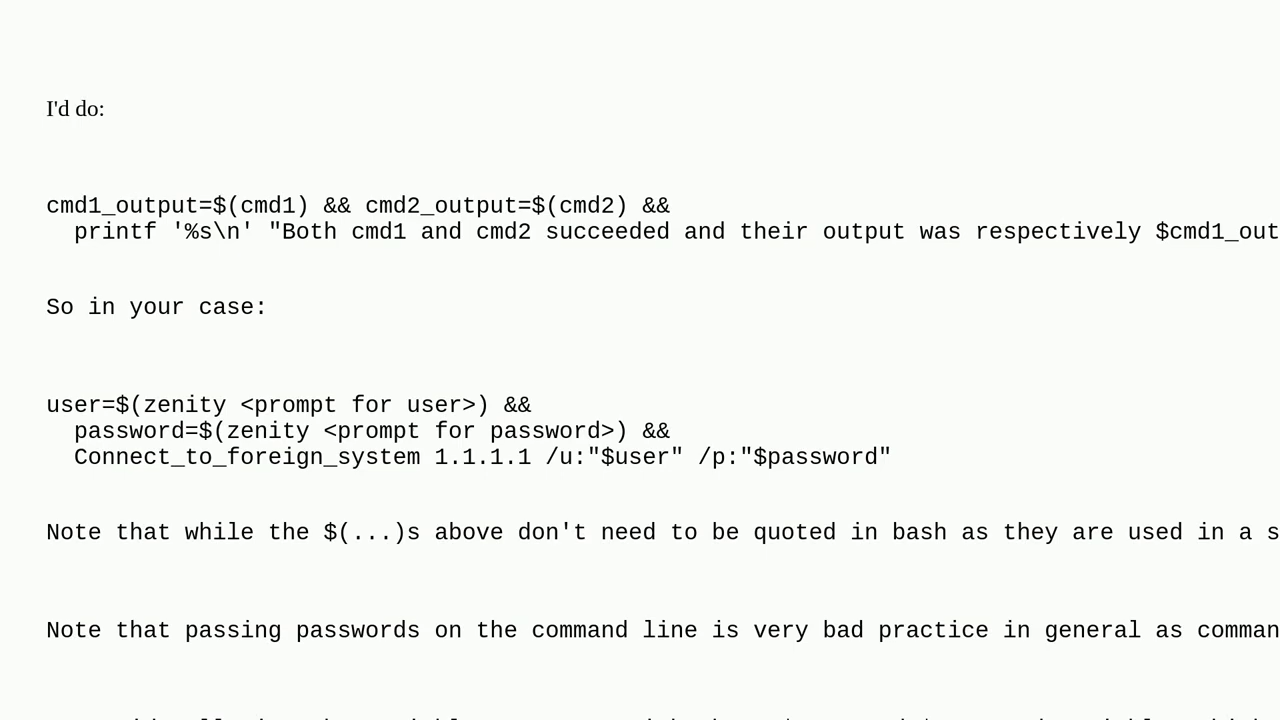 I'd do:
cmd1_output=$(cmd1) && cmd2_output=$(cmd2) &&
  printf '%s\n' "Both cmd1 and cmd2 succeeded and their output was respectively $cmd1_out
So in your case:
user=$(zenity <prompt for user>) &&
  password=$(zenity <prompt for password>) &&
  Connect_to_foreign_system 1.1.1.1 /u:"$user" /p:"$password"
Note that while the $(...)s above don't need to be quoted in bash as they are used in a s
Note that passing passwords on the command line is very bad practice in general as comman